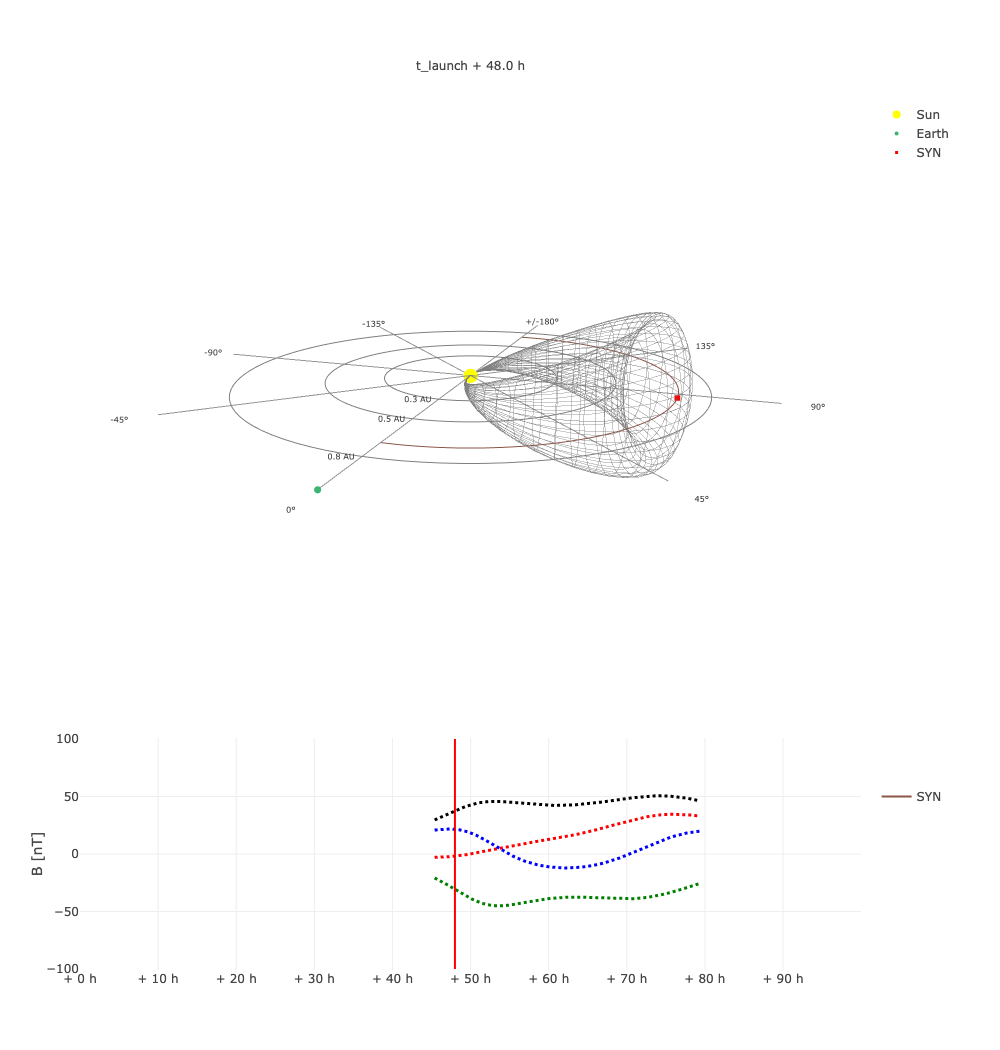 t_launch + 48.0 h
Sun
Earth
SYN
-135°
+/-180°
-90°
135°
0.3 AU
90°
-45°
0.5 AU
0.8 AU
45°
0°
100
50
0
−50
−100
B [nT]
+ 0 h
+ 10 h
+ 20 h
+ 30 h
+ 40 h
+ 50 h
+ 60 h
+ 70 h
+ 80 h
+ 90 h
SYN